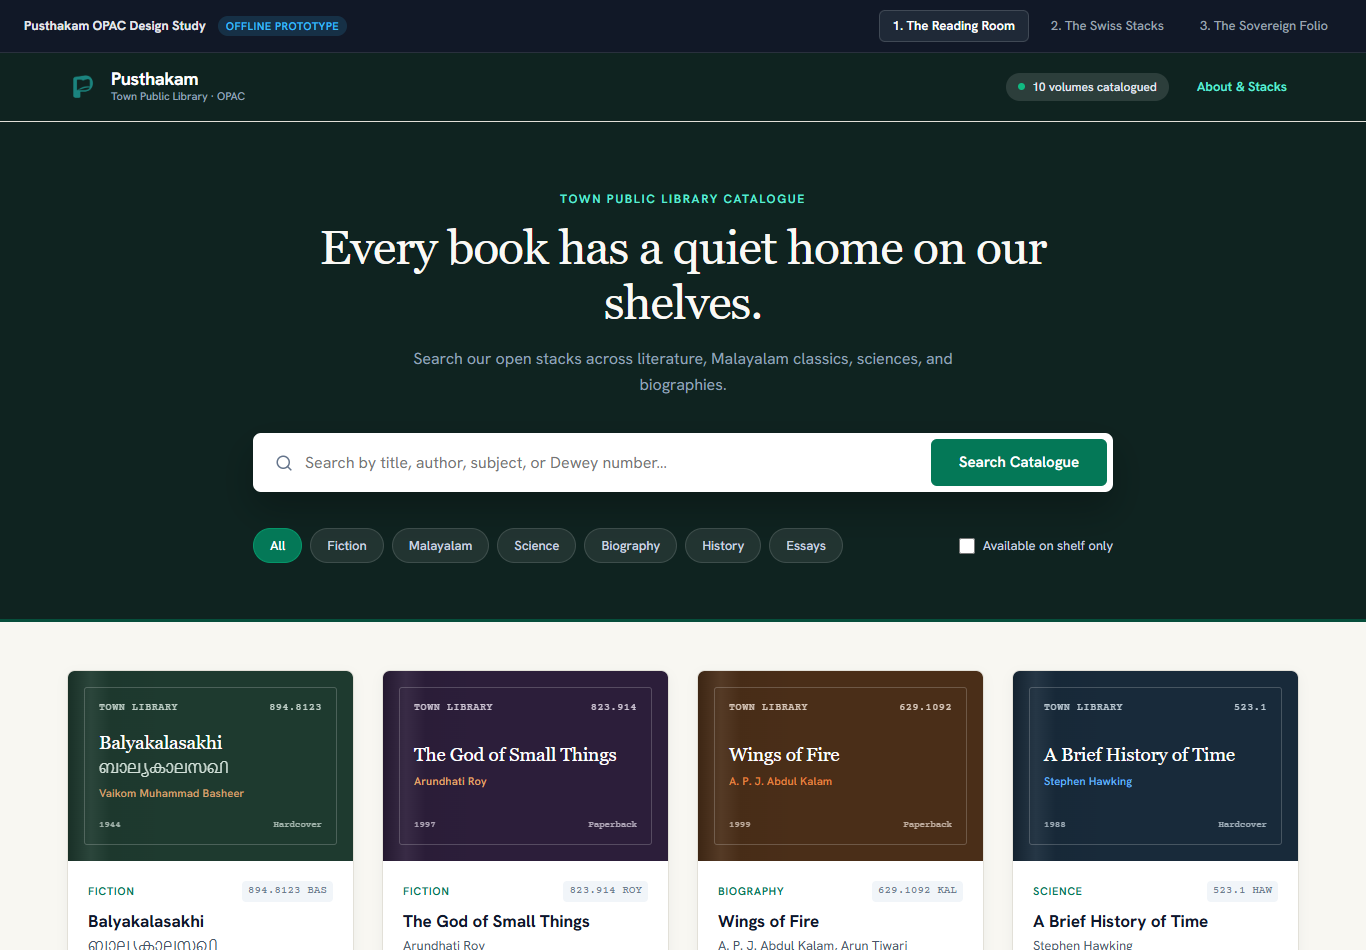 Pusthakam OPAC Design Study
OFFLINE PROTOTYPE
1. The Reading Room
2. The Swiss Stacks
3. The Sovereign Folio
Pusthakam
Town Public Library · OPAC
10 volumes catalogued
About & Stacks
TOWN PUBLIC LIBRARY CATALOGUE
Every book has a quiet home on our
shelves.
Search our open stacks across literature, Malayalam classics, sciences, and
biographies.
Search by title, author, subject, or Dewey number...
Search Catalogue
All
Fiction
Malayalam
Science
Biography
History
Essays
Available on shelf only
TOWN LIBRARY 894.8123
Balyakalasakhi
ബാല്യകാലസഖി
Vaikom Muhammad Basheer
1944 Hardcover
FICTION 894.8123 BAS
Balyakalasakhi
ബാല്യകാലസഖി
TOWN LIBRARY 823.914
The God of Small Things
Arundhati Roy
1997 Paperback
FICTION 823.914 ROY
The God of Small Things
Arundhati Roy
TOWN LIBRARY 629.1092
Wings of Fire
A. P. J. Abdul Kalam
1999 Paperback
BIOGRAPHY 629.1092 KAL
Wings of Fire
A. P. J. Abdul Kalam, Arun Tiwari
TOWN LIBRARY 523.1
A Brief History of Time
Stephen Hawking
1988 Hardcover
SCIENCE 523.1 HAW
A Brief History of Time
Stephen Hawking